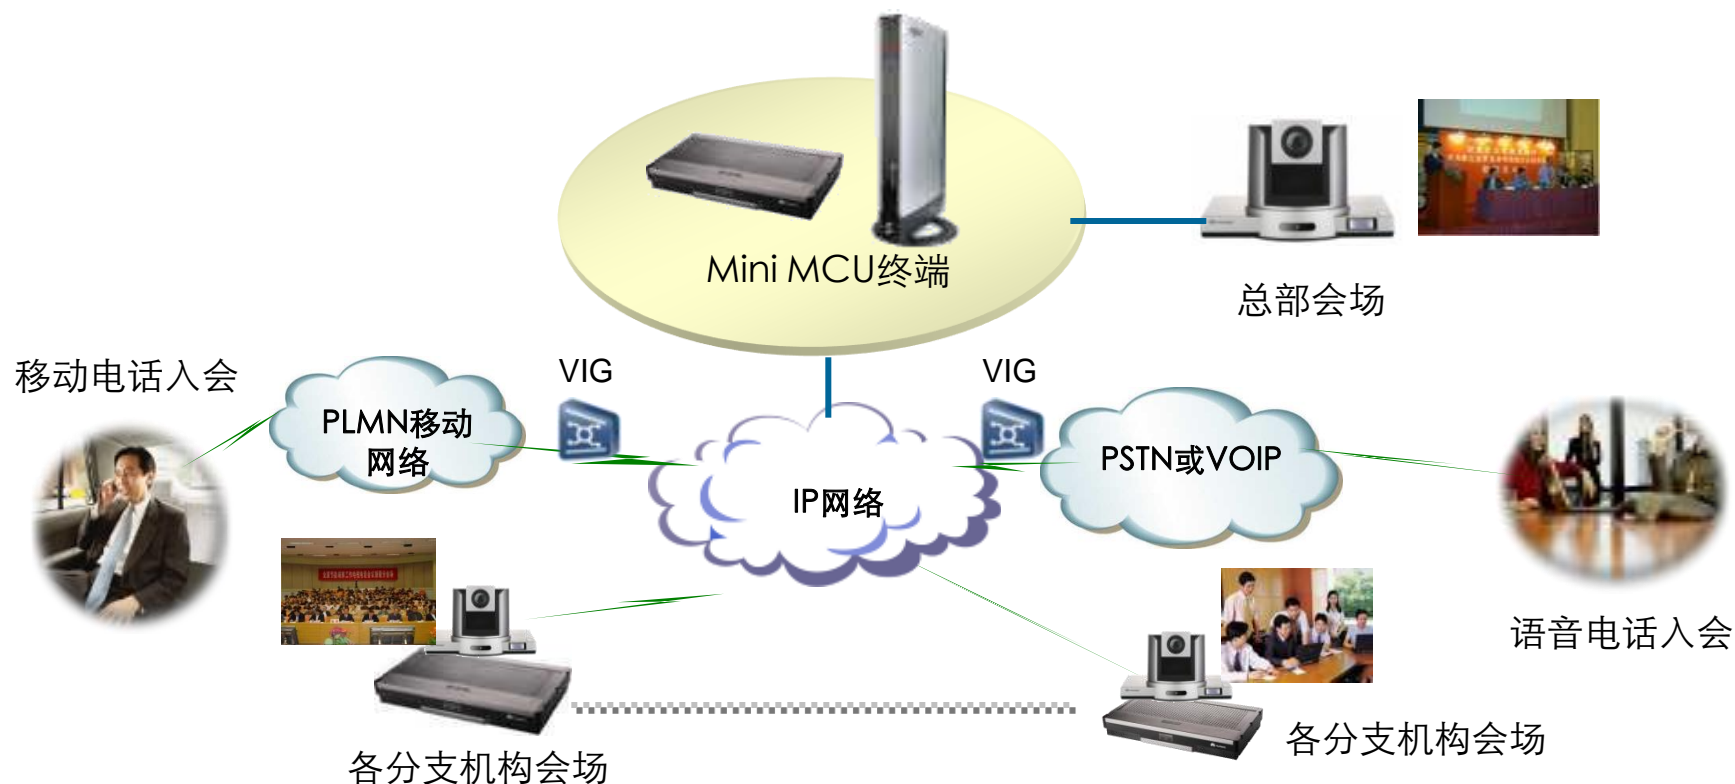 Mini MCU终端
总部会场
移动电话入会
VIG
VIG
PLMN移动
网络
PSTN或VOIP
IP网络
语音电话入会
各分支机构会场
各分支机构会场